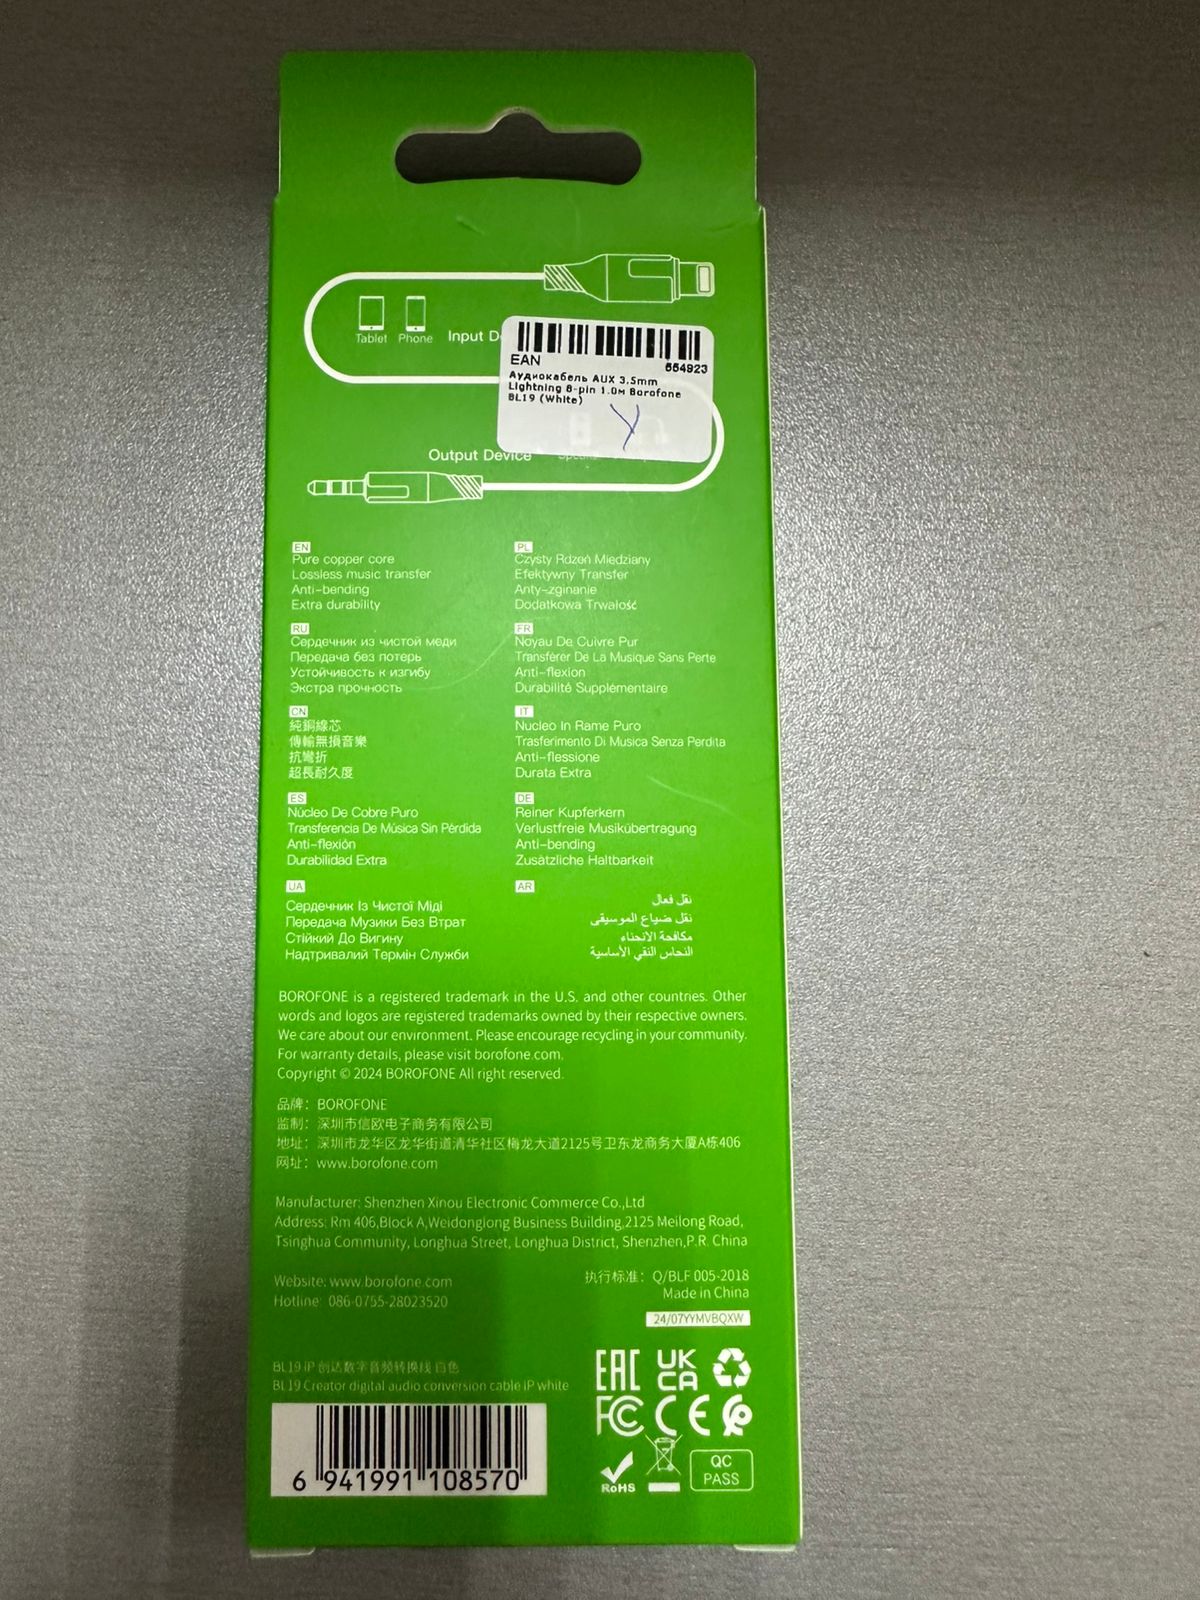 Tablet Phone Input D
EAN 664923
Аудиокабель AUX 3.5mm
Lightning 8-pin 1.0м Borofone
BL19 (White)
Output Device
EN
Pure copper core
Lossless music transfer
Anti-bending
Extra durability
PL
Czysty Rdzeń Miedziany
Efektywny Transfer
Anty-zginanie
Dodatkowa Trwałość
RU
Сердечник из чистой меди
Передача без потерь
Устойчивость к изгибу
Экстра прочность
FR
Noyau De Cuivre Pur
Transférer De La Musique Sans Perte
Anti-flexion
Durabilité Supplémentaire
CN
純銅線芯
傳輸無損音樂
抗彎折
超長耐久度
IT
Nucleo In Rame Puro
Trasferimento Di Musica Senza Perdita
Anti-flessione
Durata Extra
ES
Núcleo De Cobre Puro
Transferencia De Música Sin Pérdida
Anti-flexión
Durabilidad Extra
DE
Reiner Kupferkern
Verlustfreie Musikübertragung
Anti-bending
Zusätzliche Haltbarkeit
UA
Сердечник Із Чистої Міді
Передача Музики Без Втрат
Стійкий До Вигину
Надтривалий Термін Служби
AR
نقل فعال
نقل ضياع الموسيقى
مكافحة الانحناء
النحاس النقي الأساسية
BOROFONE is a registered trademark in the U.S. and other countries. Other
words and logos are registered trademarks owned by their respective owners.
We care about our environment. Please encourage recycling in your community.
For warranty details, please visit borofone.com.
Copyright © 2024 BOROFONE All right reserved.
品牌：BOROFONE
监制：深圳市信欧电子商务有限公司
地址：深圳市龙华区龙华街道清华社区梅龙大道2125号卫东龙商务大厦A栋406
网址：www.borofone.com
Manufacturer: Shenzhen Xinou Electronic Commerce Co.,Ltd
Address: Rm 406,Block A,Weidonglong Business Building,2125 Meilong Road,
Tsinghua Community, Longhua Street, Longhua District, Shenzhen,P.R. China
Website: www.borofone.com
Hotline: 086-0755-28023520
执行标准：Q/BLF 005-2018
Made in China
24/07YYMVBQXW
BL19 iP 创达数字音频转换线 白色
BL19 Creator digital audio conversion cable iP white
6 941991 108570
EAC UK CA
FC CE
RoHS
QC
PASS